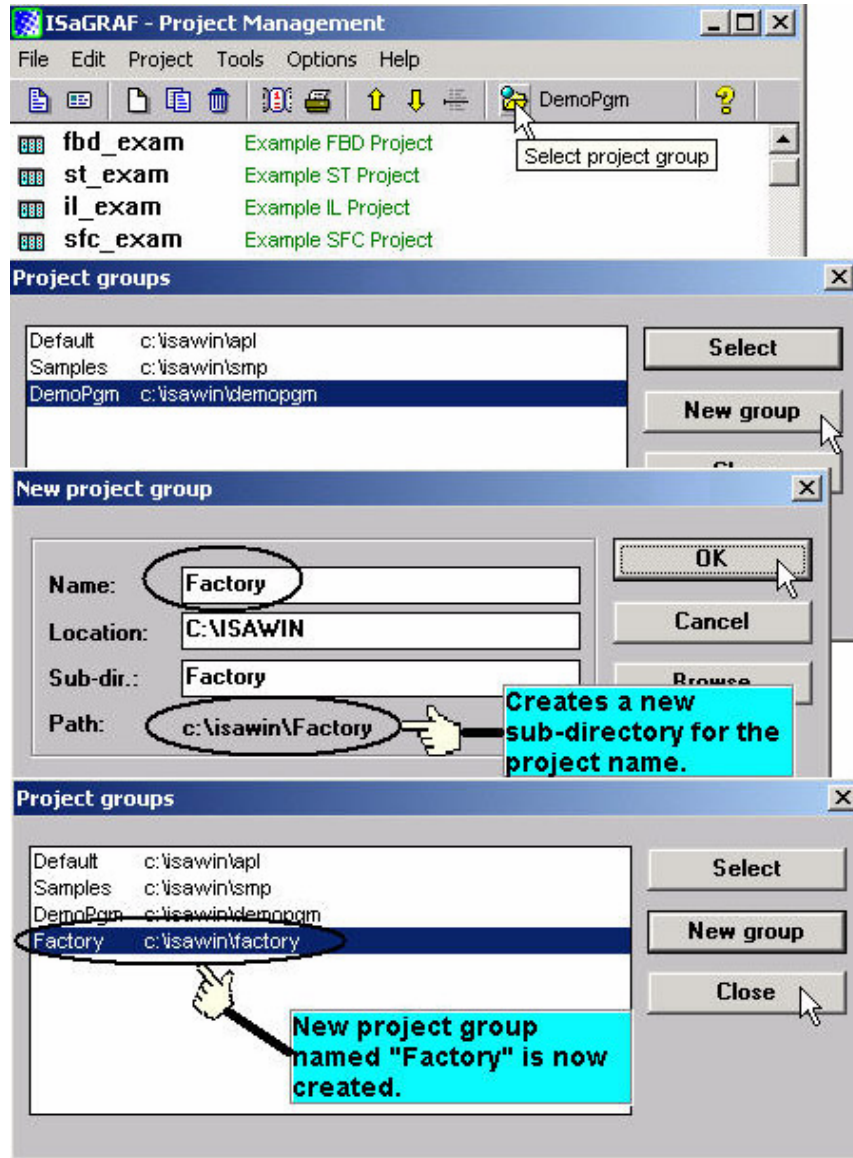 ISaGRAF - Project Management
File Edit Project Tools Options Help
DemoPgm
Select project group
fbd_exam Example FBD Project
st_exam Example ST Project
il_exam Example IL Project
sfc_exam Example SFC Project
Project groups
Default c:\isawin\apl
Samples c:\isawin\smp
DemoPgm c:\isawin\demopgm
Select
New group
New project group
Name: Factory
Location: C:\ISAWIN
Sub-dir.: Factory
Path: c:\isawin\Factory
OK
Cancel
Browse
Creates a new
sub-directory for the
project name.
Project groups
Default c:\isawin\apl
Samples c:\isawin\smp
DemoPgm c:\isawin\demopgm
Factory c:\isawin\factory
Select
New group
Close
New project group
named "Factory" is now
created.